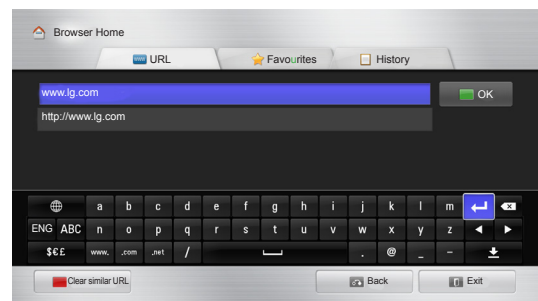 Browser Home
www URL
Favourites
History
www.lg.com
OK
http://www.lg.com
a b c d e f g h i j k l m
ENG ABC n o p q r s t u v w x y z
$€£ www. .com .net / . @ _ -
Clear similar URL
Back
Exit